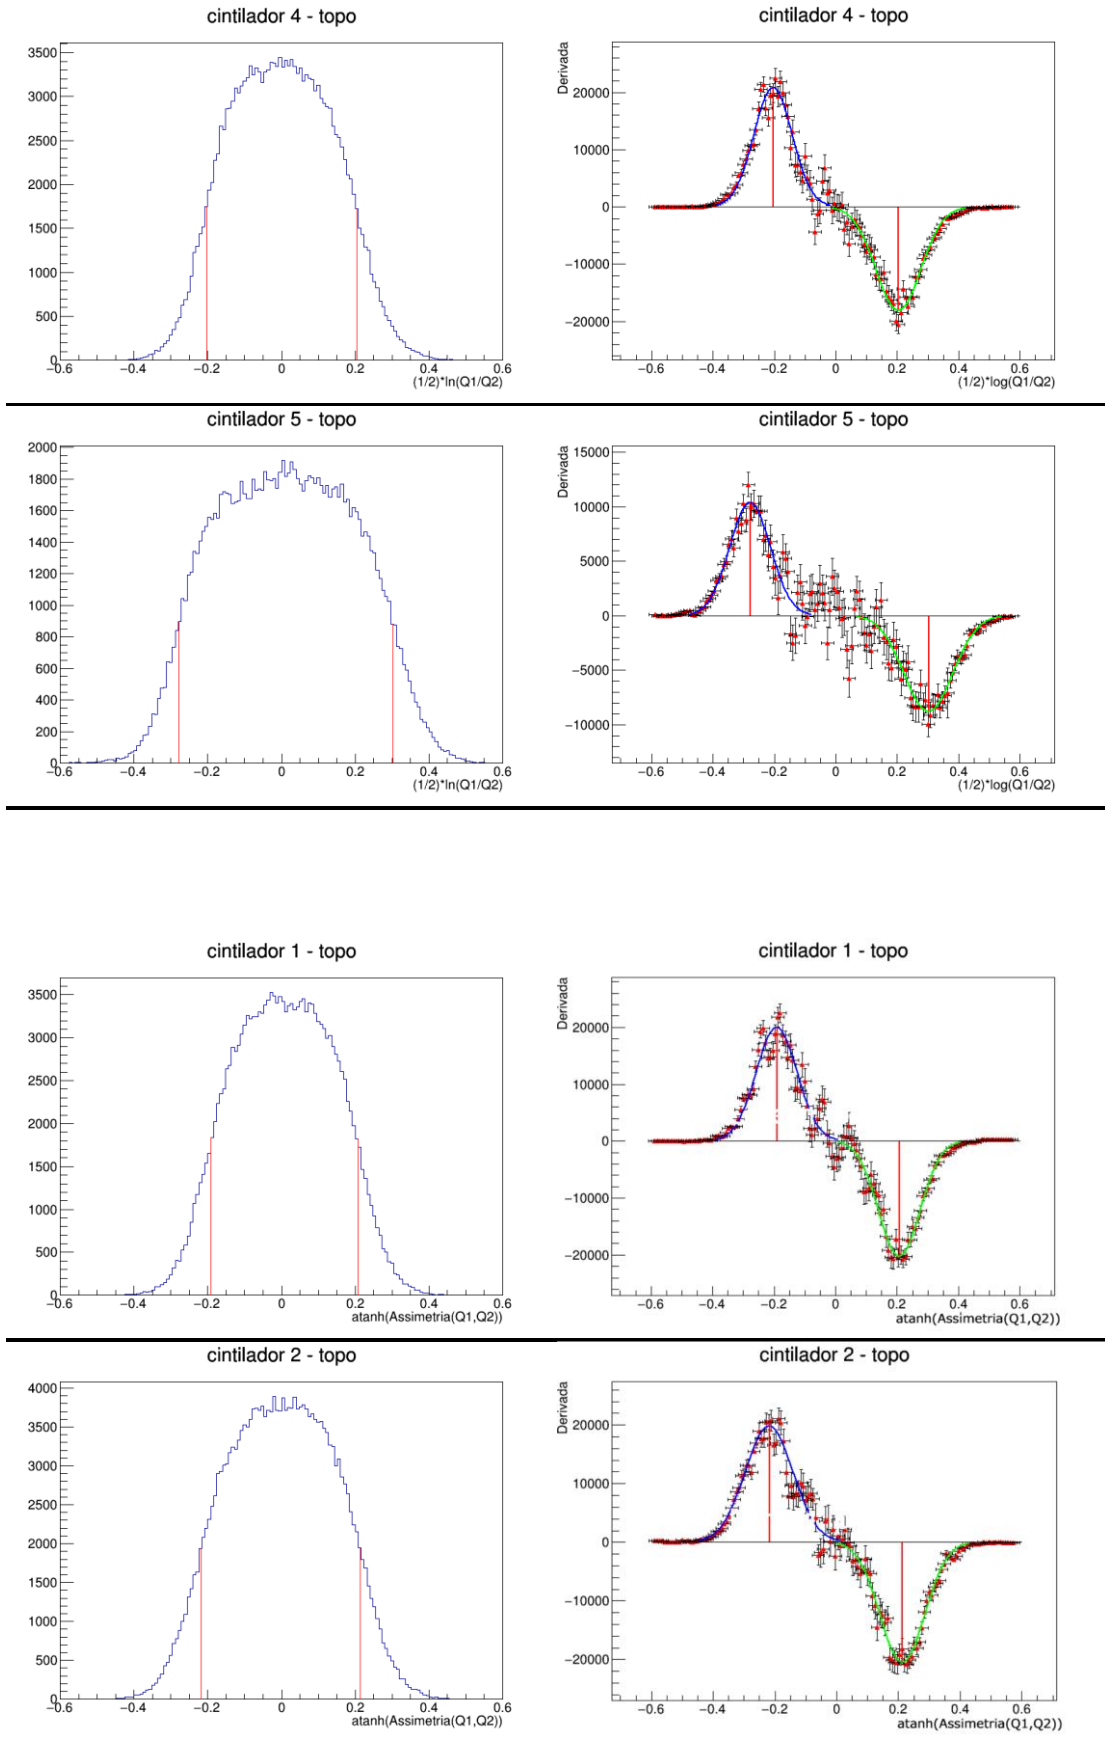 cintilador 4 - topo
3500
3000
2500
2000
1500
1000
500
0
−0.6 −0.4 −0.2 0 0.2 0.4 0.6
(1/2)*ln(Q1/Q2)
cintilador 4 - topo
Derivada
20000
10000
0
−10000
−20000
−0.6 −0.4 −0.2 0 0.2 0.4 0.6
(1/2)*log(Q1/Q2)
cintilador 5 - topo
2000
1800
1600
1400
1200
1000
800
600
400
200
0
−0.6 −0.4 −0.2 0 0.2 0.4 0.6
(1/2)*ln(Q1/Q2)
cintilador 5 - topo
Derivada
15000
10000
5000
0
−5000
−10000
−0.6 −0.4 −0.2 0 0.2 0.4 0.6
(1/2)*log(Q1/Q2)
cintilador 1 - topo
3500
3000
2500
2000
1500
1000
500
0
−0.6 −0.4 −0.2 0 0.2 0.4 0.6
atanh(Assimetria(Q1,Q2))
cintilador 1 - topo
Derivada
20000
10000
0
−10000
−20000
−0.6 −0.4 −0.2 0 0.2 0.4 0.6
atanh(Assimetria(Q1,Q2))
cintilador 2 - topo
4000
3500
3000
2500
2000
1500
1000
500
0
−0.6 −0.4 −0.2 0 0.2 0.4 0.6
atanh(Assimetria(Q1,Q2))
cintilador 2 - topo
Derivada
20000
10000
0
−10000
−20000
−0.6 −0.4 −0.2 0 0.2 0.4 0.6
atanh(Assimetria(Q1,Q2))